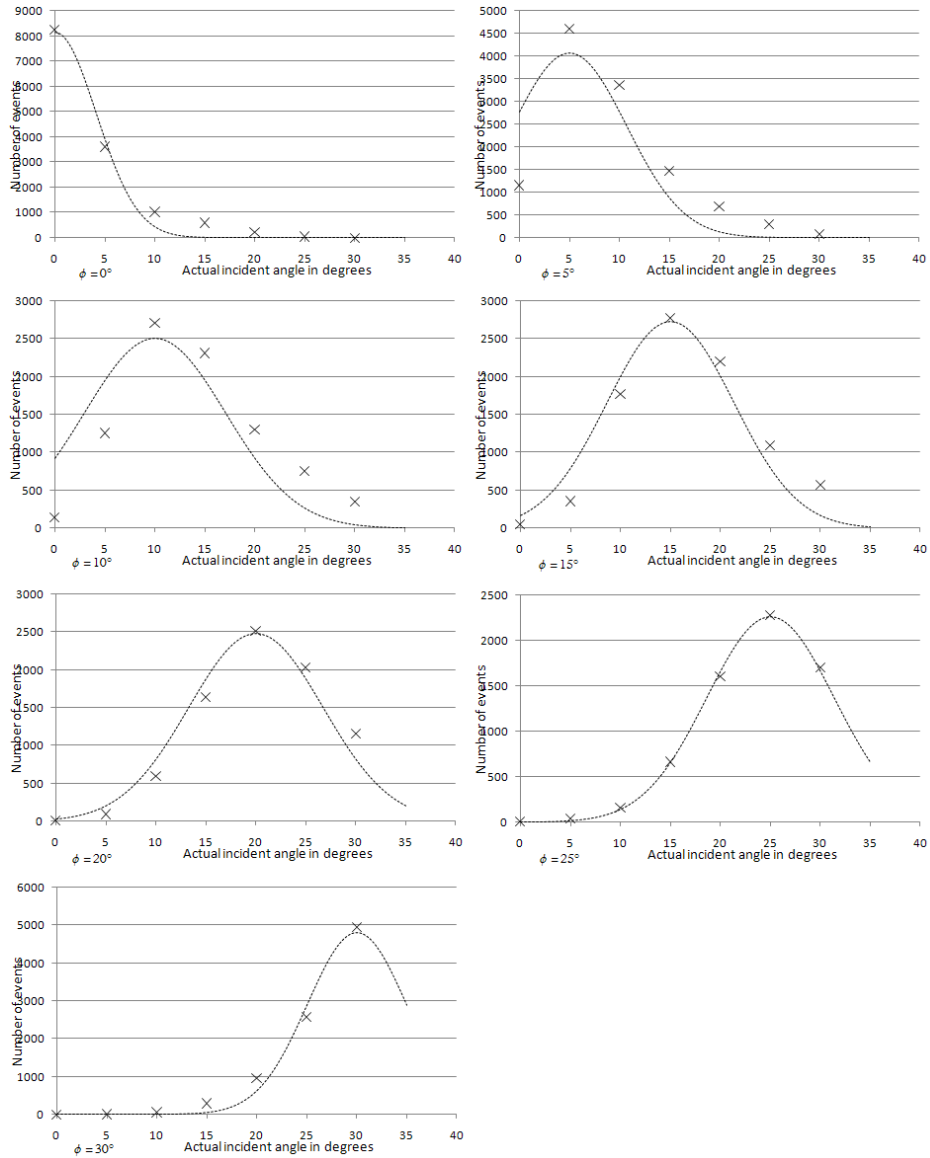 9000
8000
7000
6000
5000
4000
3000
2000
1000
0
Number of events
0 5 10 15 20 25 30 35 40
ϕ = 0° Actual incident angle in degrees
5000
4500
4000
3500
3000
2500
2000
1500
1000
500
0
Number of events
0 5 10 15 20 25 30 35 40
ϕ = 5° Actual incident angle in degrees
3000
2500
2000
1500
1000
500
0
Number of events
0 5 10 15 20 25 30 35 40
ϕ = 10° Actual incident angle in degrees
3000
2500
2000
1500
1000
500
0
Number of events
0 5 10 15 20 25 30 35 40
ϕ = 15° Actual incident angle in degrees
3000
2500
2000
1500
1000
500
0
Number of events
0 5 10 15 20 25 30 35 40
ϕ = 20° Actual incident angle in degrees
2500
2000
1500
1000
500
0
Number of events
0 5 10 15 20 25 30 35 40
ϕ = 25° Actual incident angle in degrees
6000
5000
4000
3000
2000
1000
0
Number of events
0 5 10 15 20 25 30 35 40
ϕ = 30° Actual incident angle in degrees